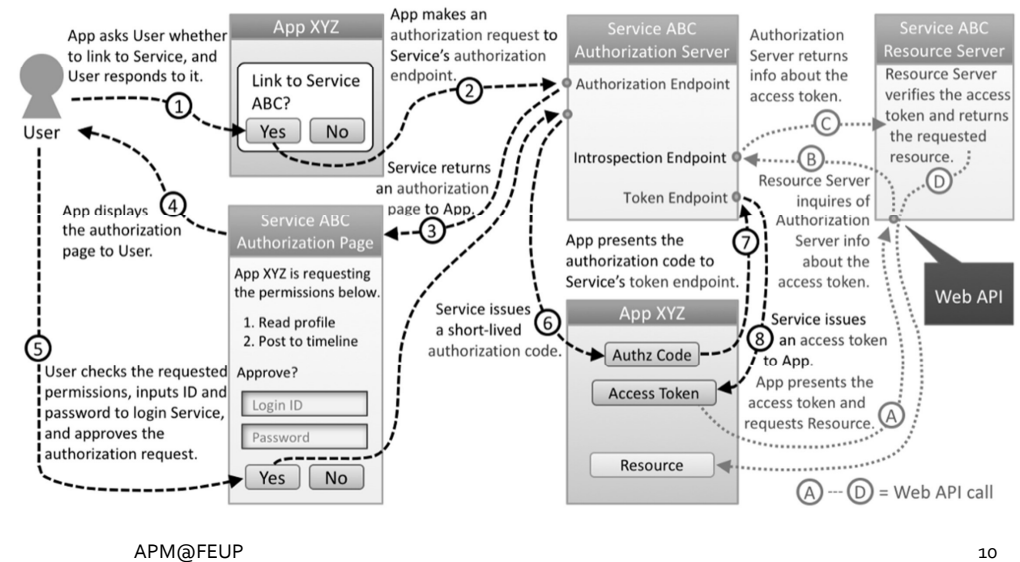 App asks User whether
to link to Service, and
User responds to it.
User
1
App XYZ
Link to Service
ABC?
Yes
No
App makes an
authorization request to
Service's authorization
endpoint.
2
Service ABC
Authorization Server
Authorization Endpoint
Introspection Endpoint
Token Endpoint
Authorization
Server returns
info about the
access token.
C
B
Service ABC
Resource Server
Resource Server
verifies the access
token and returns
the requested
resource.
D
Resource Server
inquires of
Authorization
Server info
about the
access token.
Web API
Service returns
an authorization
page to App.
3
4
App displays
the authorization
page to User.
Service ABC
Authorization Page
App XYZ is requesting
the permissions below.
1. Read profile
2. Post to timeline
Approve?
Login ID
Password
Yes
No
5
User checks the requested
permissions, inputs ID and
password to login Service,
and approves the
authorization request.
Service issues
a short-lived
authorization code.
6
App presents the
authorization code to
Service's token endpoint.
7
App XYZ
Authz Code
Access Token
Resource
8
Service issues
an access token
to App.
App presents the
access token and
requests Resource.
A
A --- D = Web API call
APM@FEUP
10